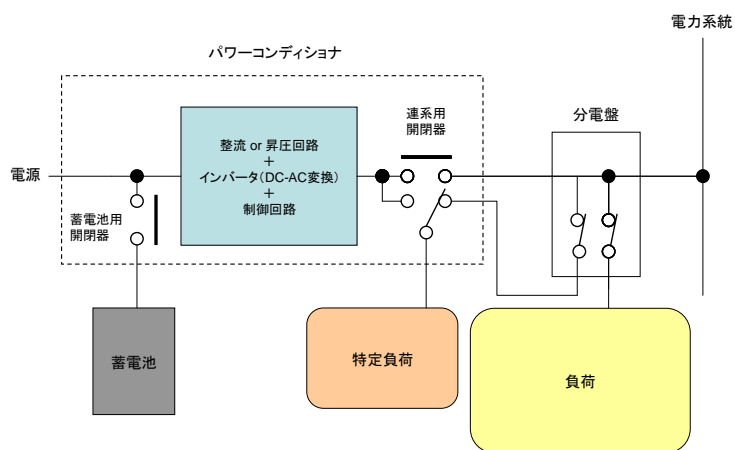 電力系統
パワーコンディショナ
連系用
開閉器
分電盤
整流 or 昇圧回路
+
インバータ(DC-AC変換)
+
制御回路
電源
蓄電池用
開閉器
蓄電池
特定負荷
負荷